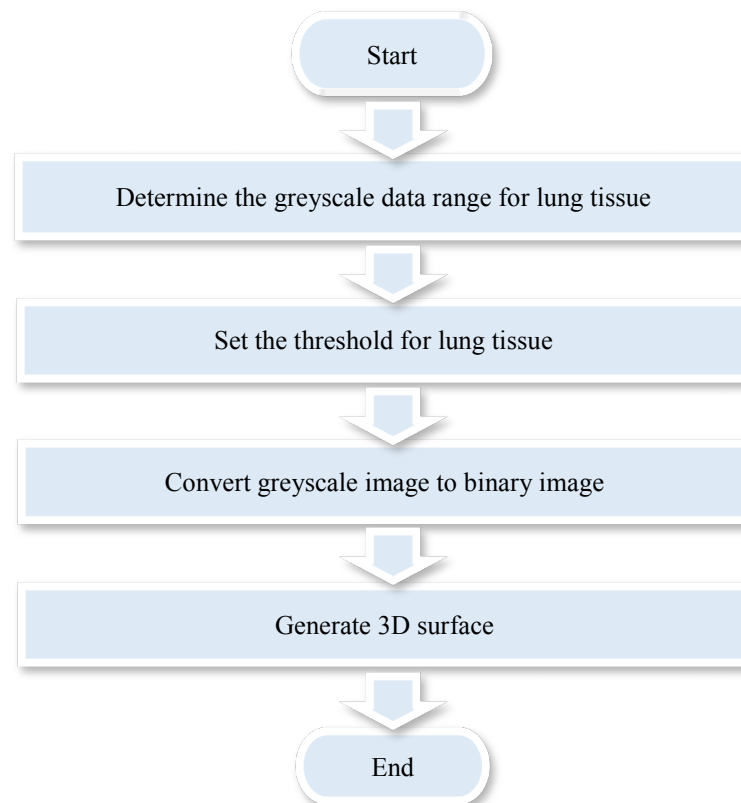 Start
Determine the greyscale data range for lung tissue
Set the threshold for lung tissue
Convert greyscale image to binary image
Generate 3D surface
End